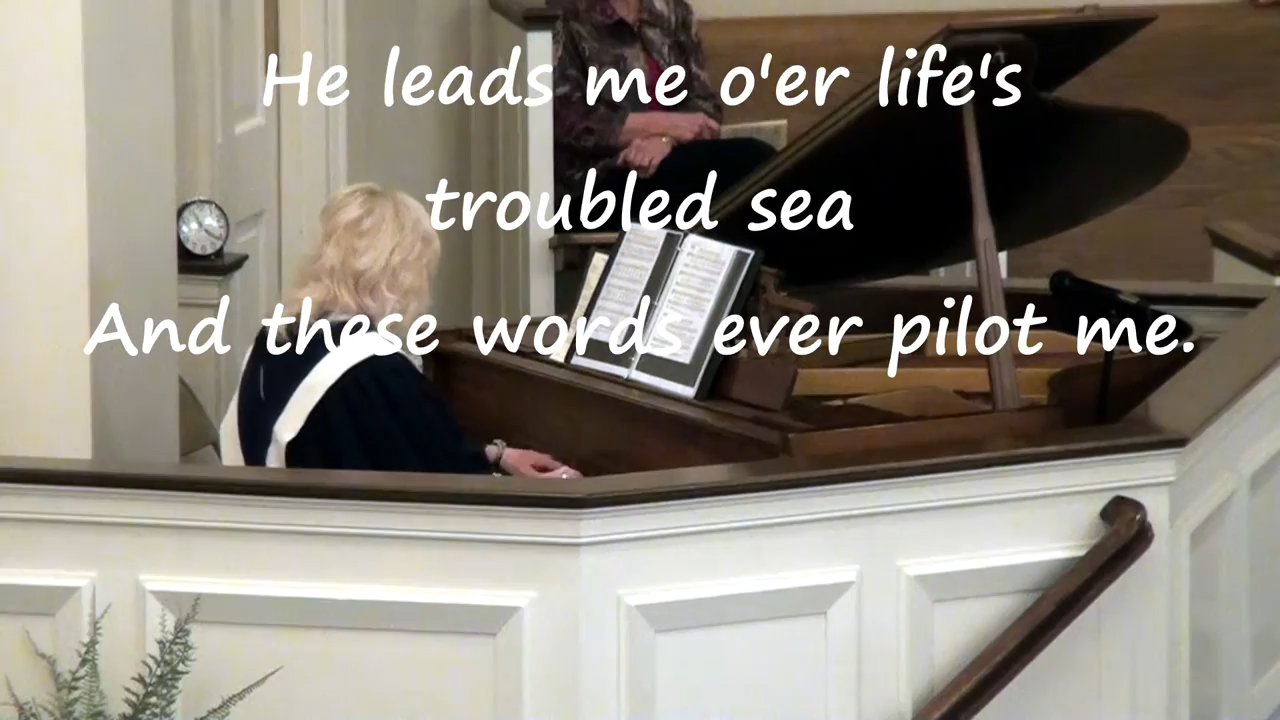 He leads me o'er life's
troubled sea
And these words ever pilot me.